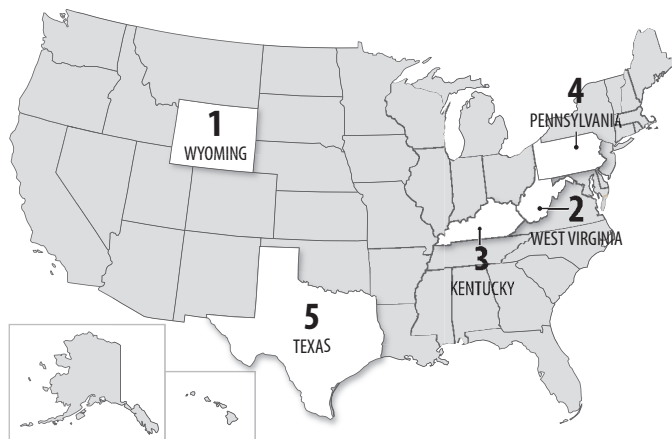 1
WYOMING
4
PENNSYLVANIA
2
WEST VIRGINIA
3
KENTUCKY
5
TEXAS